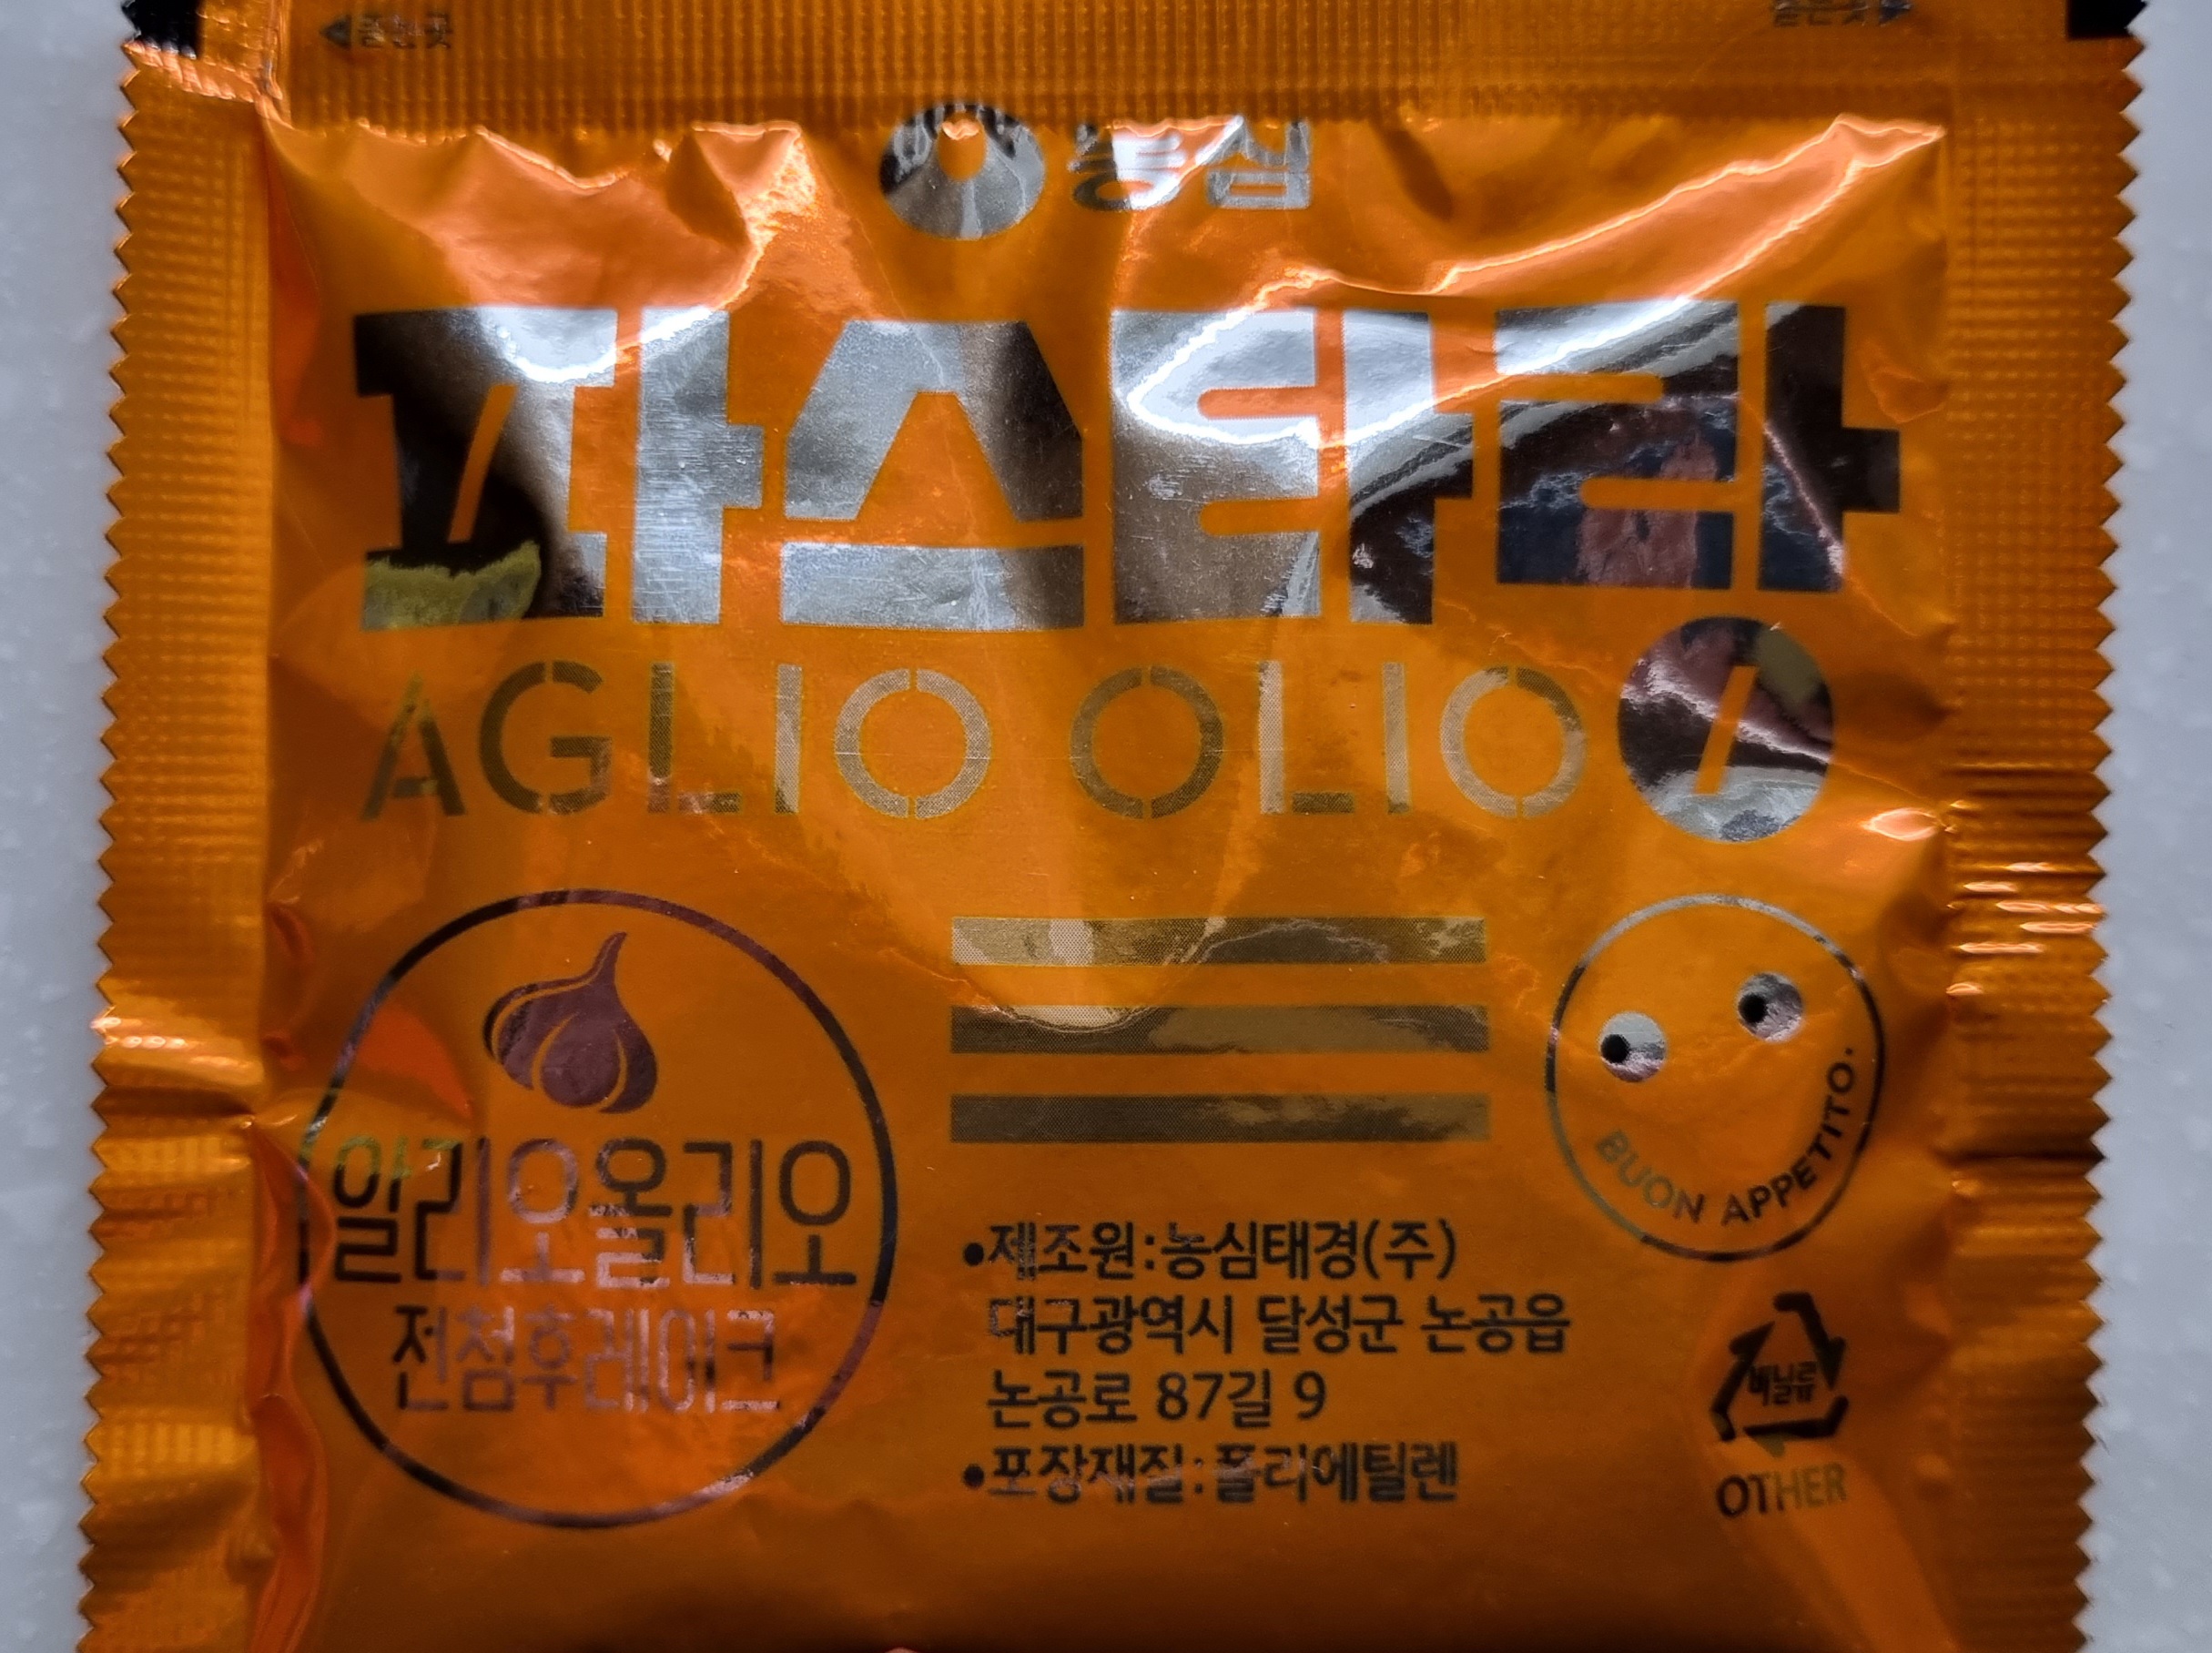 농심
파스타랑
AGLIO OLIO
알리오올리오
전첨후레이크
BUON APPETITO.
•제조원:농심태경(주)
대구광역시 달성군 논공읍
논공로 87길 9
•포장재질:폴리에틸렌
비닐류
OTHER